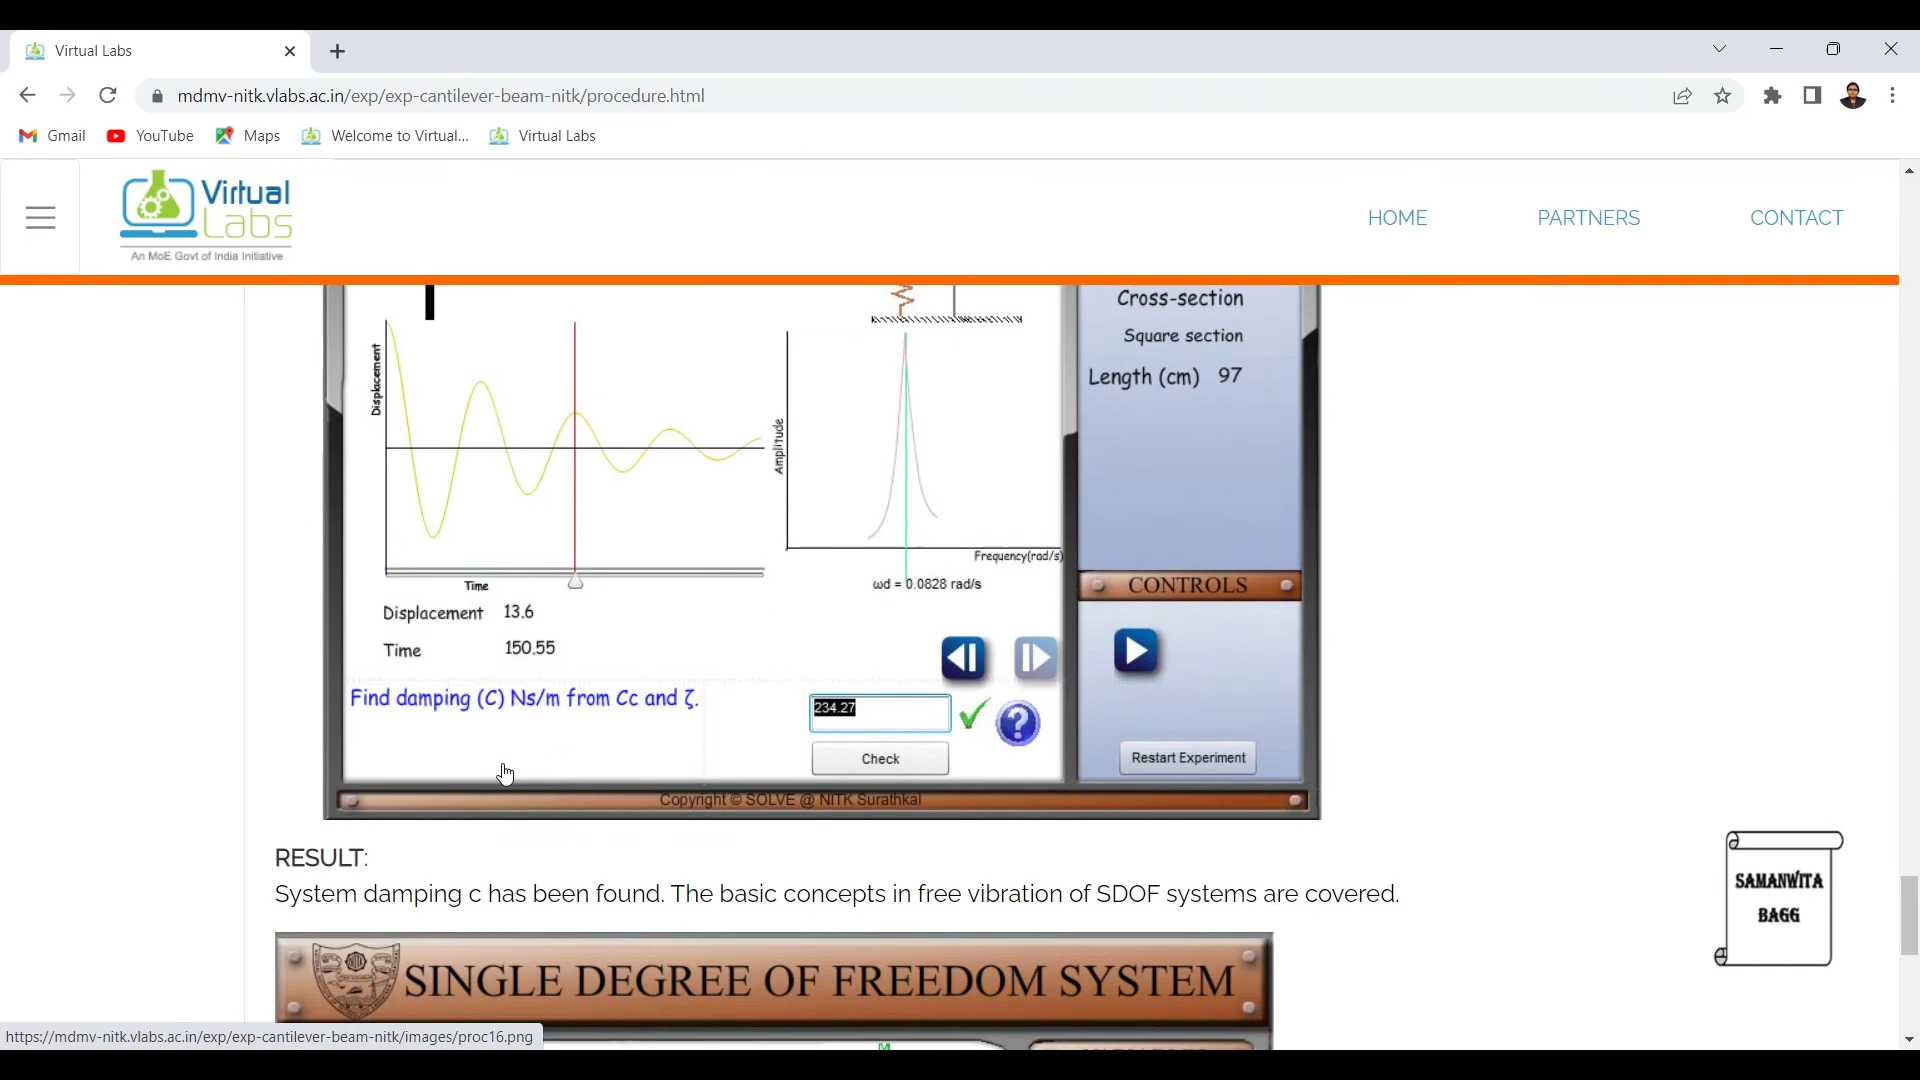 Virtual Labs
mdmv-nitk.vlabs.ac.in/exp/exp-cantilever-beam-nitk/procedure.html
Gmail
YouTube
Maps
Welcome to Virtual...
Virtual Labs
Virtual
Labs
An MoE Govt of India Initiative
HOME
PARTNERS
CONTACT
Cross-section
Square section
Length (cm) 97
Displacement
Amplitude
Time
Frequency(rad/s)
ωd = 0.0828 rad/s
CONTROLS
Displacement 13.6
Time 150.55
Find damping (C) Ns/m from Cc and ζ.
234.27
Check
Restart Experiment
Copyright © SOLVE @ NITK Surathkal
RESULT:
System damping c has been found. The basic concepts in free vibration of SDOF systems are covered.
SAMANWITA
BAGG
SINGLE DEGREE OF FREEDOM SYSTEM
https://mdmv-nitk.vlabs.ac.in/exp/exp-cantilever-beam-nitk/images/proc16.png
M